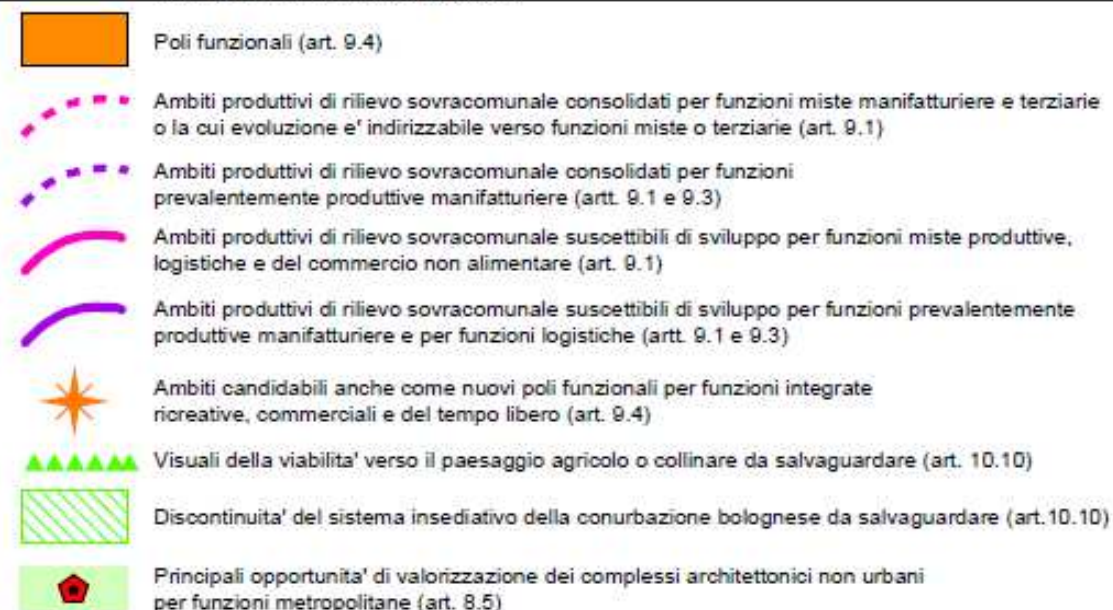 Poli funzionali (art. 9.4)
Ambiti produttivi di rilievo sovracomunale consolidati per funzioni miste manifatturiere e terziarie
o la cui evoluzione e' indirizzabile verso funzioni miste o terziarie (art. 9.1)
Ambiti produttivi di rilievo sovracomunale consolidati per funzioni
prevalentemente produttive manifatturiere (artt. 9.1 e 9.3)
Ambiti produttivi di rilievo sovracomunale suscettibili di sviluppo per funzioni miste produttive,
logistiche e del commercio non alimentare (art. 9.1)
Ambiti produttivi di rilievo sovracomunale suscettibili di sviluppo per funzioni prevalentemente
produttive manifatturiere e per funzioni logistiche (artt. 9.1 e 9.3)
Ambiti candidabili anche come nuovi poli funzionali per funzioni integrate
ricreative, commerciali e del tempo libero (art. 9.4)
Visuali della viabilita' verso il paesaggio agricolo o collinare da salvaguardare (art. 10.10)
Discontinuita' del sistema insediativo della conurbazione bolognese da salvaguardare (art.10.10)
Principali opportunita' di valorizzazione dei complessi architettonici non urbani
per funzioni metropolitane (art. 8.5)